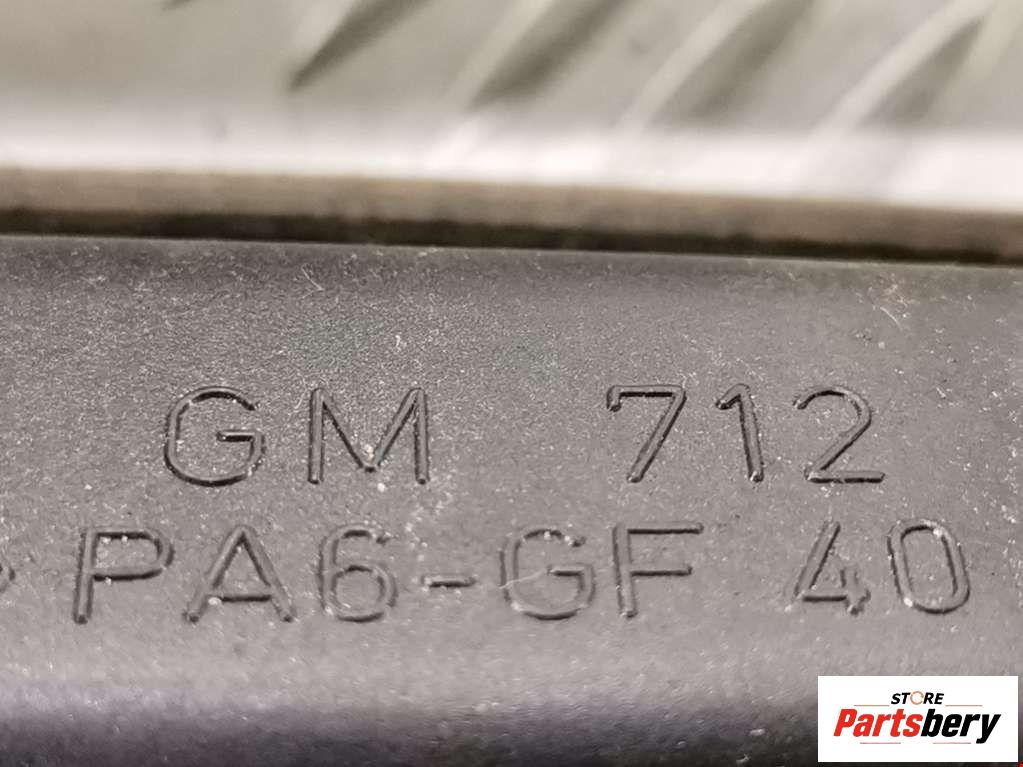 GM 712
>PA6-GF 40
STORE
Partsbery